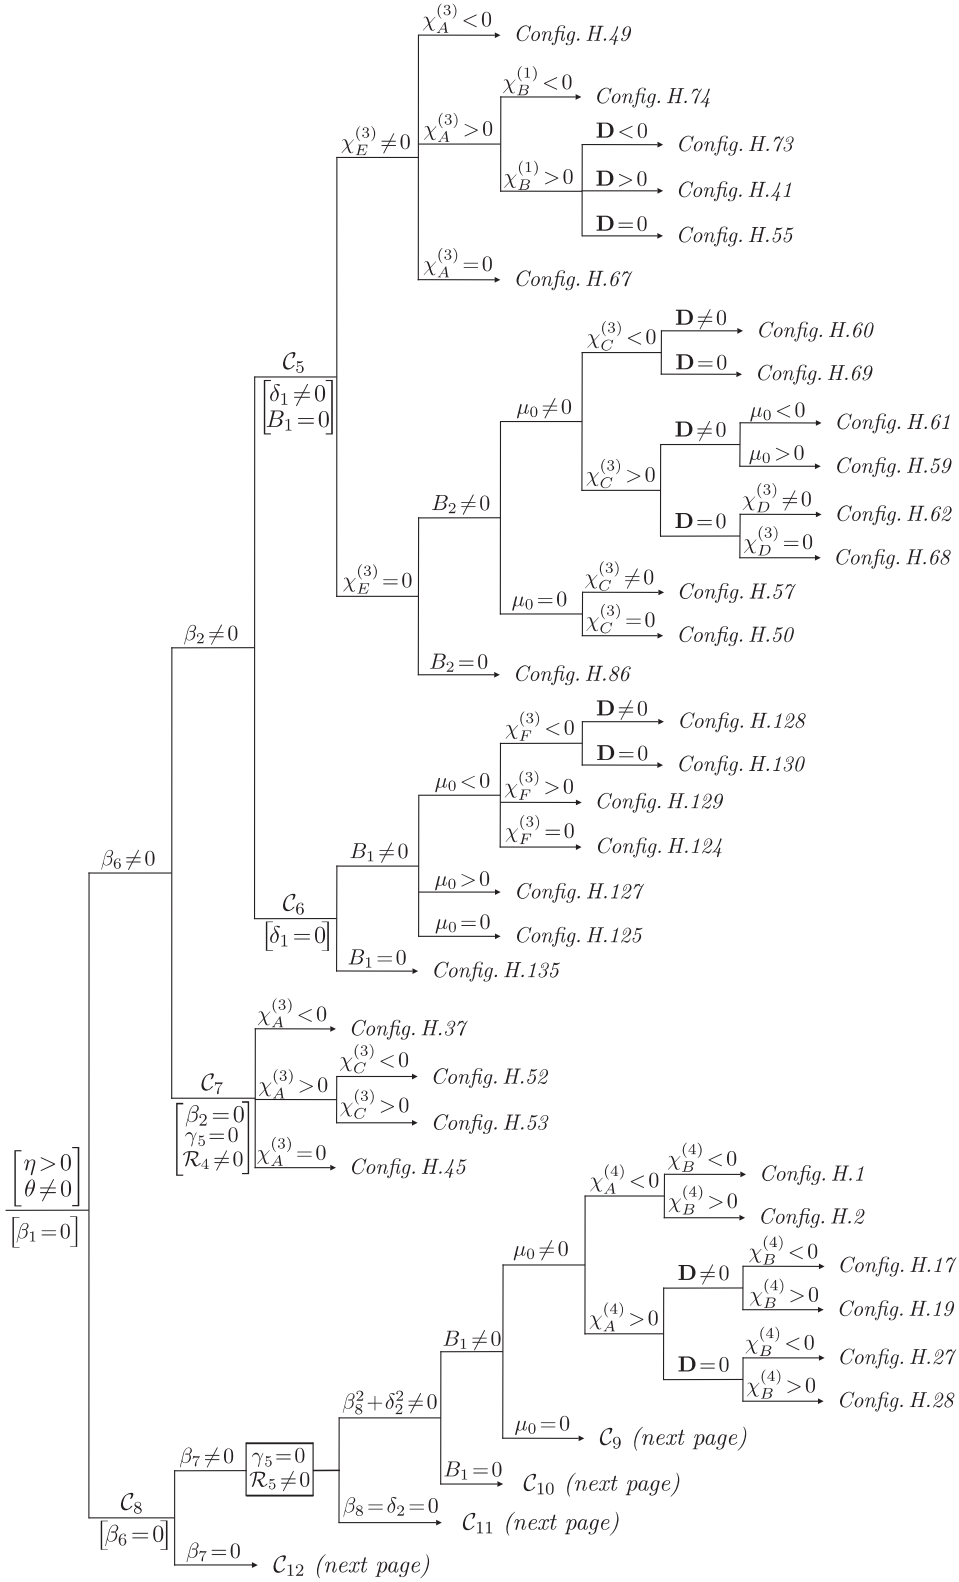 χ_A^(3) <0
Config. H.49
χ_B^(1) <0
Config. H.74
χ_E^(3) ≠0
χ_A^(3) >0
D<0
Config. H.73
χ_B^(1) >0
D>0
Config. H.41
D=0
Config. H.55
χ_A^(3) =0
Config. H.67
C_5
[δ_1≠0
B_1=0]
D≠0
Config. H.60
χ_C^(3) <0
D=0
Config. H.69
μ_0≠0
μ_0<0
Config. H.61
D≠0
χ_C^(3) >0
μ_0>0
Config. H.59
B_2≠0
χ_D^(3) ≠0
Config. H.62
D=0
χ_D^(3) =0
Config. H.68
χ_E^(3) =0
χ_C^(3) ≠0
Config. H.57
μ_0=0
χ_C^(3) =0
Config. H.50
β_2≠0
B_2=0
Config. H.86
D≠0
Config. H.128
χ_F^(3) <0
D=0
Config. H.130
μ_0<0
χ_F^(3) >0
Config. H.129
χ_F^(3) =0
Config. H.124
β_6≠0
B_1≠0
μ_0>0
Config. H.127
C_6
[δ_1=0]
μ_0=0
Config. H.125
B_1=0
Config. H.135
χ_A^(3) <0
Config. H.37
C_7
[β_2=0
γ_5=0
R_4≠0]
χ_A^(3) >0
χ_C^(3) <0
Config. H.52
χ_C^(3) >0
Config. H.53
χ_A^(3) =0
Config. H.45
[η>0
θ≠0]
[β_1=0]
χ_A^(4) <0
χ_B^(4) <0
Config. H.1
χ_B^(4) >0
Config. H.2
μ_0≠0
D≠0
χ_B^(4) <0
Config. H.17
χ_B^(4) >0
Config. H.19
χ_A^(4) >0
B_1≠0
D=0
χ_B^(4) <0
Config. H.27
χ_B^(4) >0
Config. H.28
β_8^2+δ_2^2≠0
μ_0=0
C_9 (next page)
β_7≠0
γ_5=0
R_5≠0
B_1=0
C_10 (next page)
C_8
[β_6=0]
β_8=δ_2=0
C_11 (next page)
β_7=0
C_12 (next page)